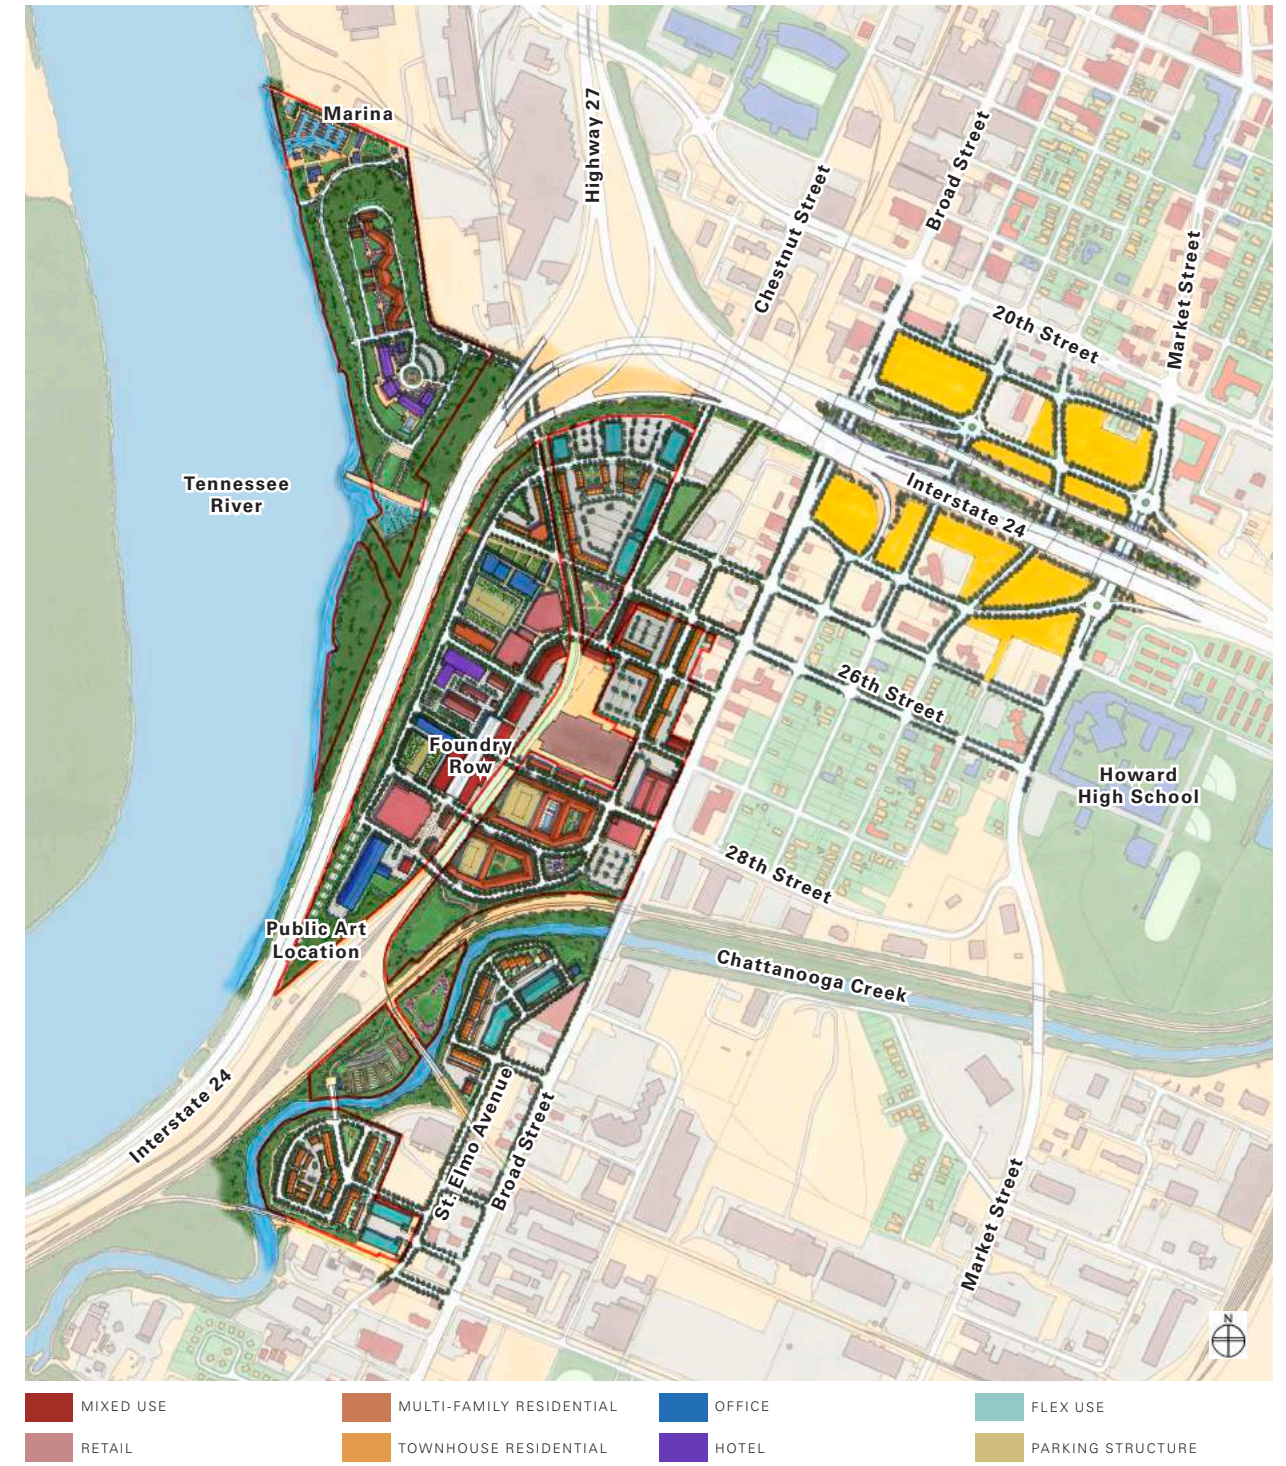 Marina
Highway 27
Chestnut Street
Broad Street
Market Street
20th Street
Tennessee
River
Interstate 24
26th Street
Foundry
Row
Howard
High School
28th Street
Public Art
Location
Chattanooga Creek
Interstate 24
St. Elmo Avenue
Broad Street
Market Street
N
MIXED USE
MULTI-FAMILY RESIDENTIAL
OFFICE
FLEX USE
RETAIL
TOWNHOUSE RESIDENTIAL
HOTEL
PARKING STRUCTURE